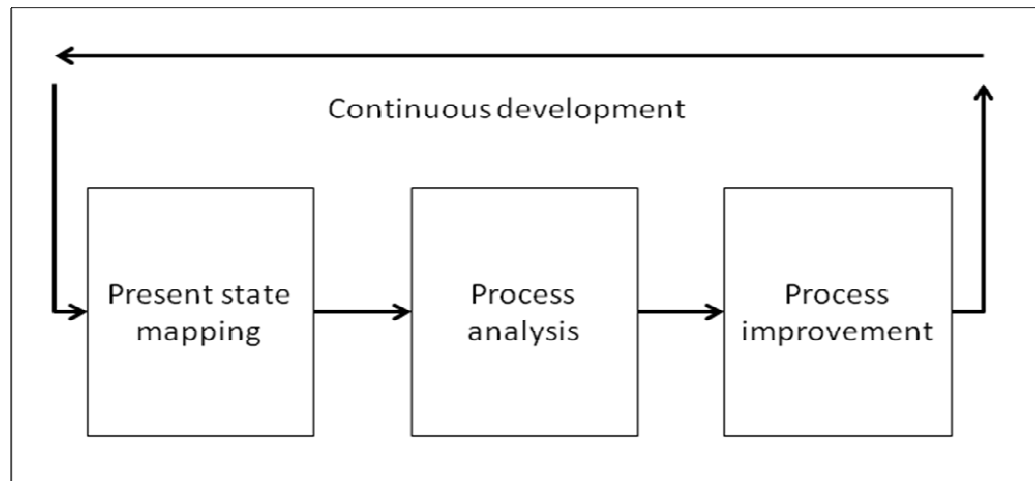 Continuous development
Present state
mapping
Process
analysis
Process
improvement